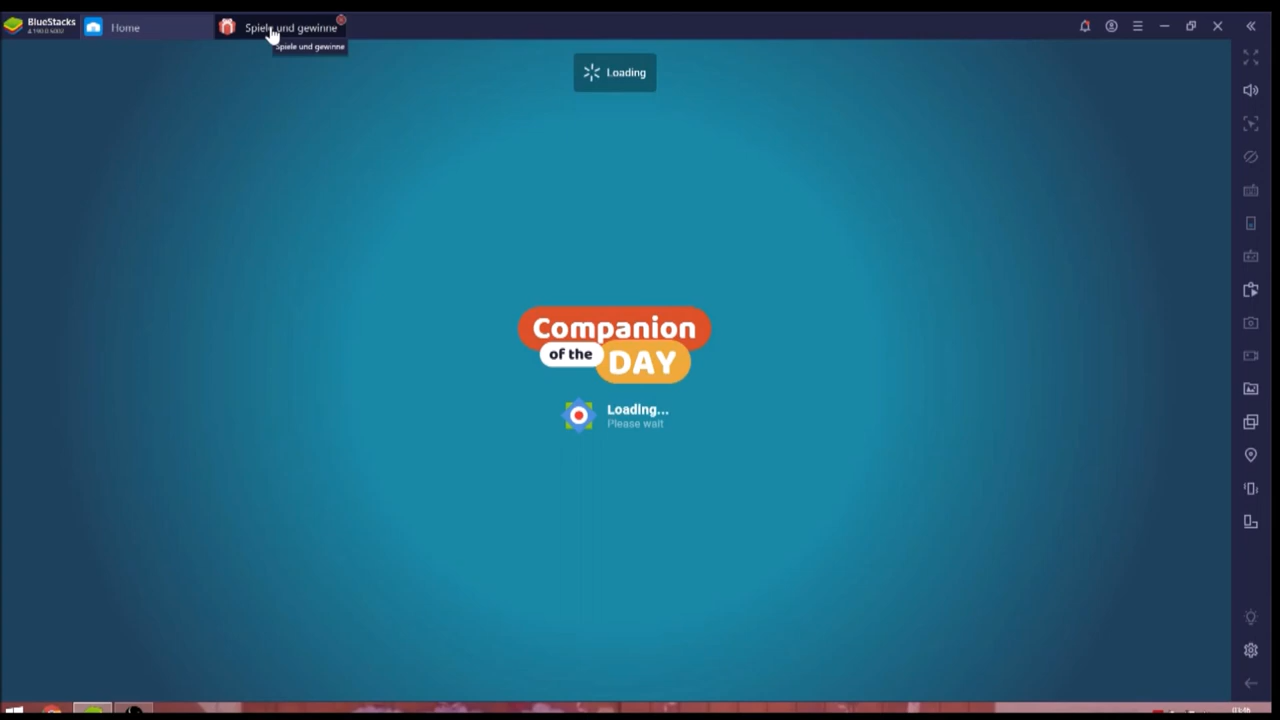 BlueStacks
Home
Spiele und gewinne
Spiele und gewinne
Loading
Companion
of the
DAY
Loading...
Please wait